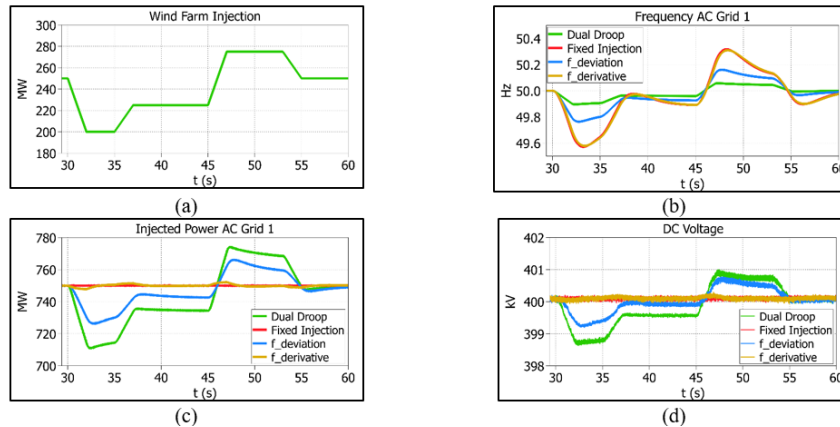 Wind Farm Injection
MW
300
280
260
240
220
200
180
30 35 40 45 50 55 60
t (s)
(a)
Frequency AC Grid 1
Hz
50.4
50.2
50.0
49.8
49.6
Dual Droop
Fixed Injection
f_deviation
f_derivative
30 35 40 45 50 55 60
t (s)
(b)
Injected Power AC Grid 1
MW
780
760
740
720
700
Dual Droop
Fixed Injection
f_deviation
f_derivative
30 35 40 45 50 55 60
t (s)
(c)
DC Voltage
kV
402
401
400
399
398
Dual Droop
Fixed Injection
f_deviation
f_derivative
30 35 40 45 50 55 60
t (s)
(d)